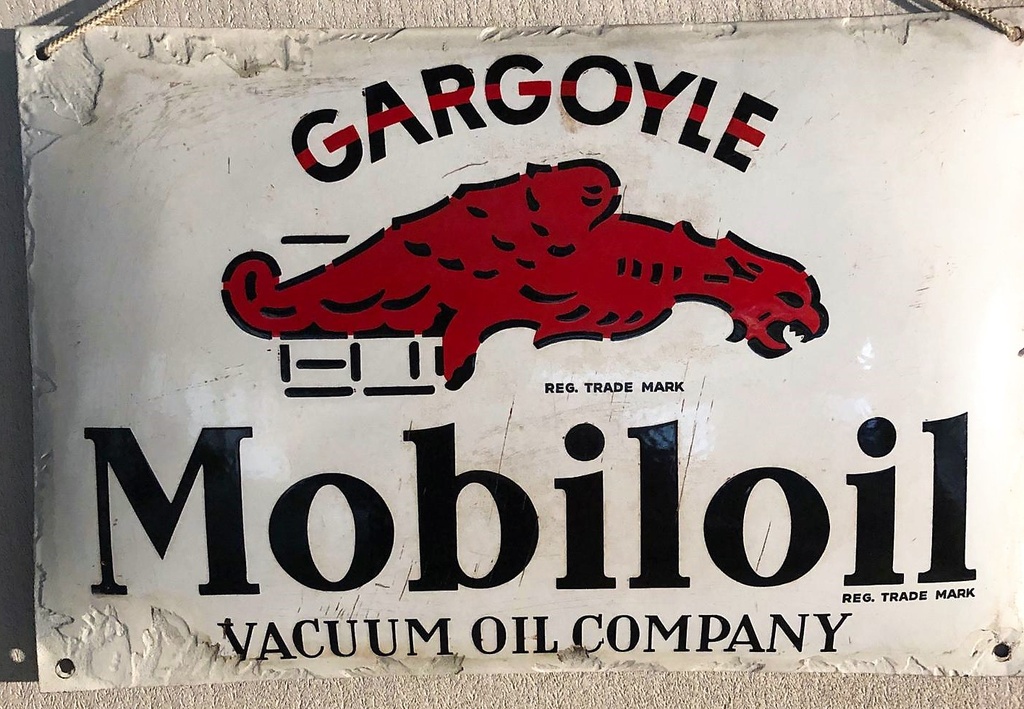 GARGOYLE
REG. TRADE MARK
Mobiloil
REG. TRADE MARK
VACUUM OIL COMPANY